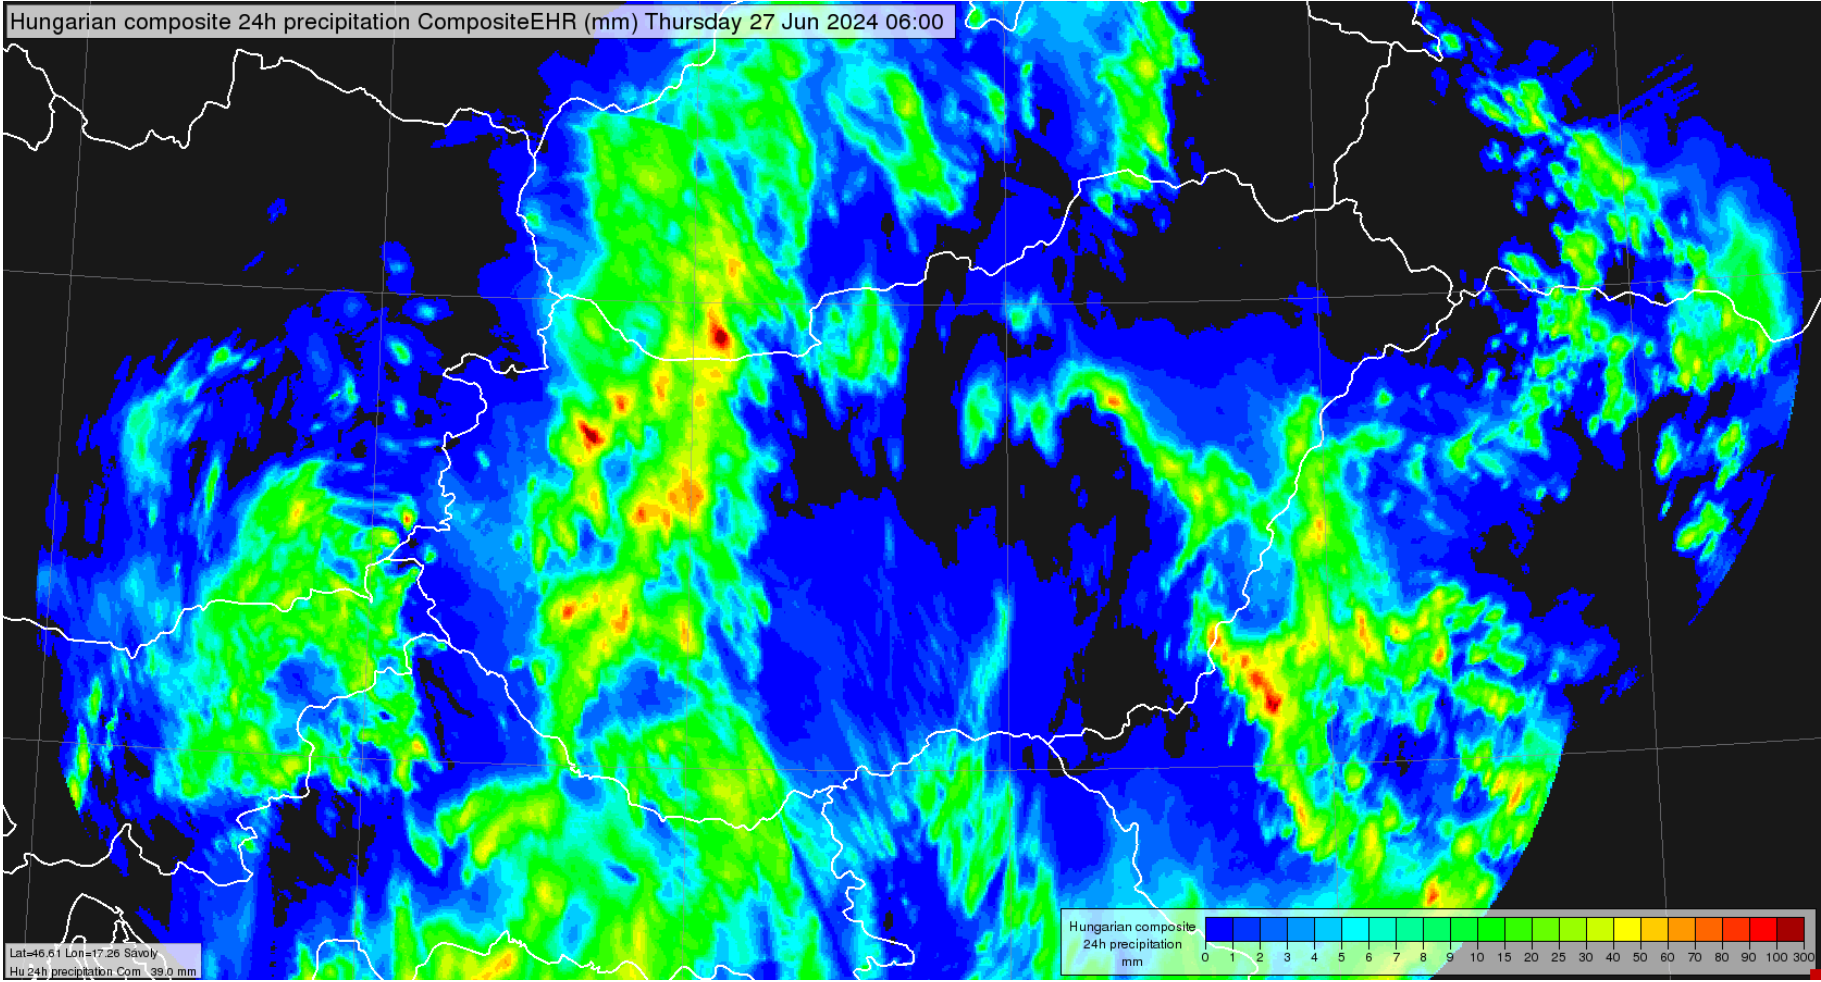 Hungarian composite 24h precipitation CompositeEHR (mm) Thursday 27 Jun 2024 06:00
Hungarian composite
24h precipitation
mm
0 1 2 3 4 5 6 7 8 9 10 15 20 25 30 40 50 60 70 80 90 100 300
Lat=46.61 Lon=17.26 Savoly
Hu 24h precipitation Com 39.0 mm